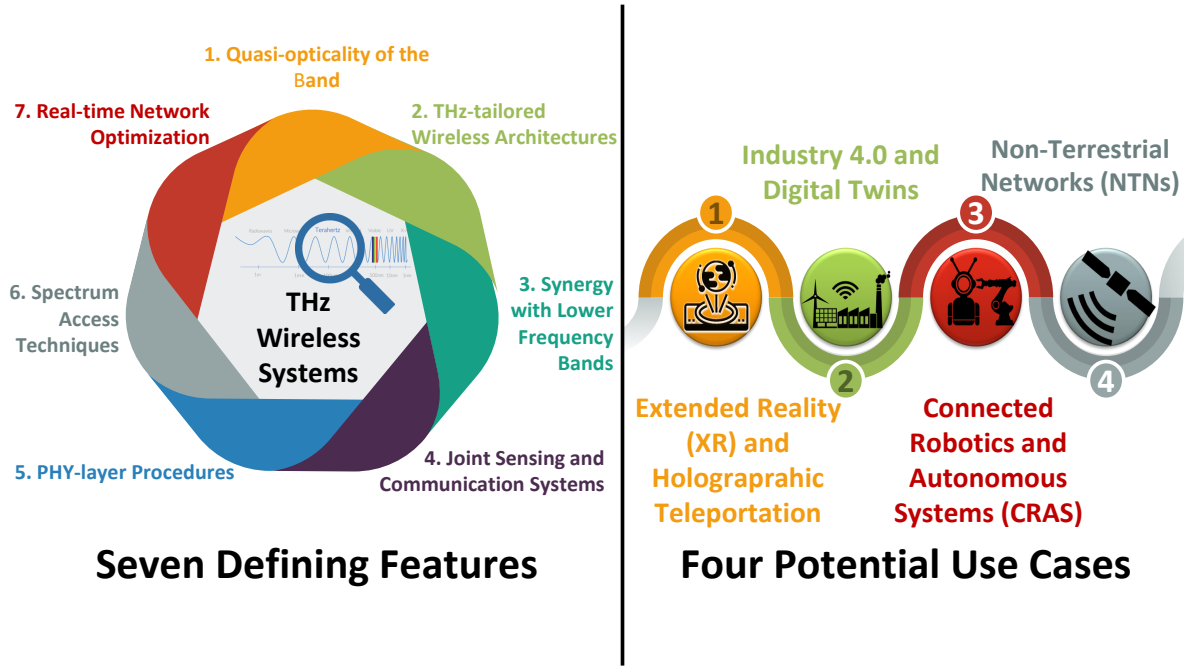 1. Quasi-opticality of the
Band
7. Real-time Network
Optimization
2. THz-tailored
Wireless Architectures
Terahertz
THz
Wireless
Systems
6. Spectrum
Access
Techniques
3. Synergy
with Lower
Frequency
Bands
5. PHY-layer Procedures
4. Joint Sensing and
Communication Systems
Seven Defining Features
Industry 4.0 and
Digital Twins
Non-Terrestrial
Networks (NTNs)
1
3
2
4
Extended Reality
(XR) and
Holograprahic
Teleportation
Connected
Robotics and
Autonomous
Systems (CRAS)
Four Potential Use Cases